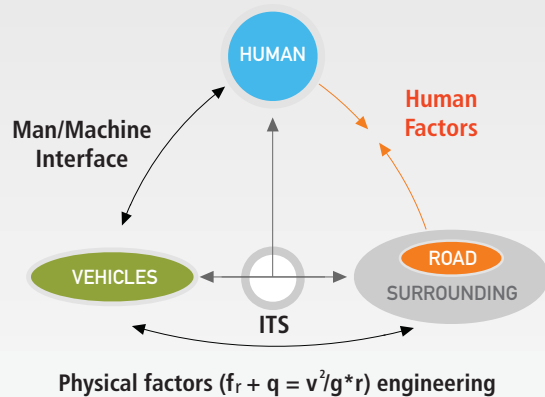 HUMAN
Human
Factors
Man/Machine
Interface
VEHICLES
ROAD
SURROUNDING
ITS
Physical factors (fr + q = v²/g*r) engineering